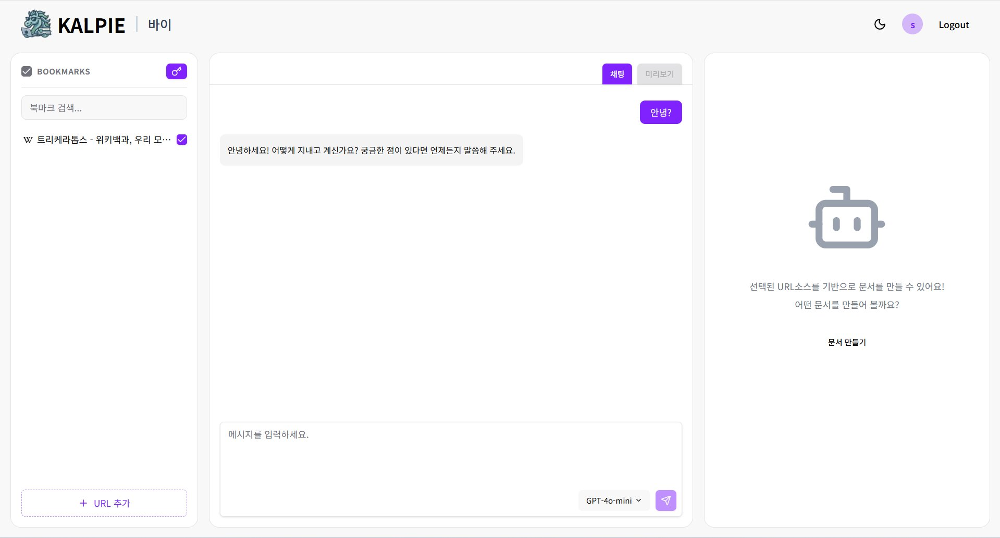 KALPIE
바이
s
Logout
BOOKMARKS
북마크 검색...
W 트리케라톱스 - 위키백과, 우리 모…
URL 추가
채팅
미리보기
안녕?
안녕하세요! 어떻게 지내고 계신가요? 궁금한 점이 있다면 언제든지 말씀해 주세요.
메시지를 입력하세요.
GPT-4o-mini
선택된 URL소스를 기반으로 문서를 만들 수 있어요!
어떤 문서를 만들어 볼까요?
문서 만들기